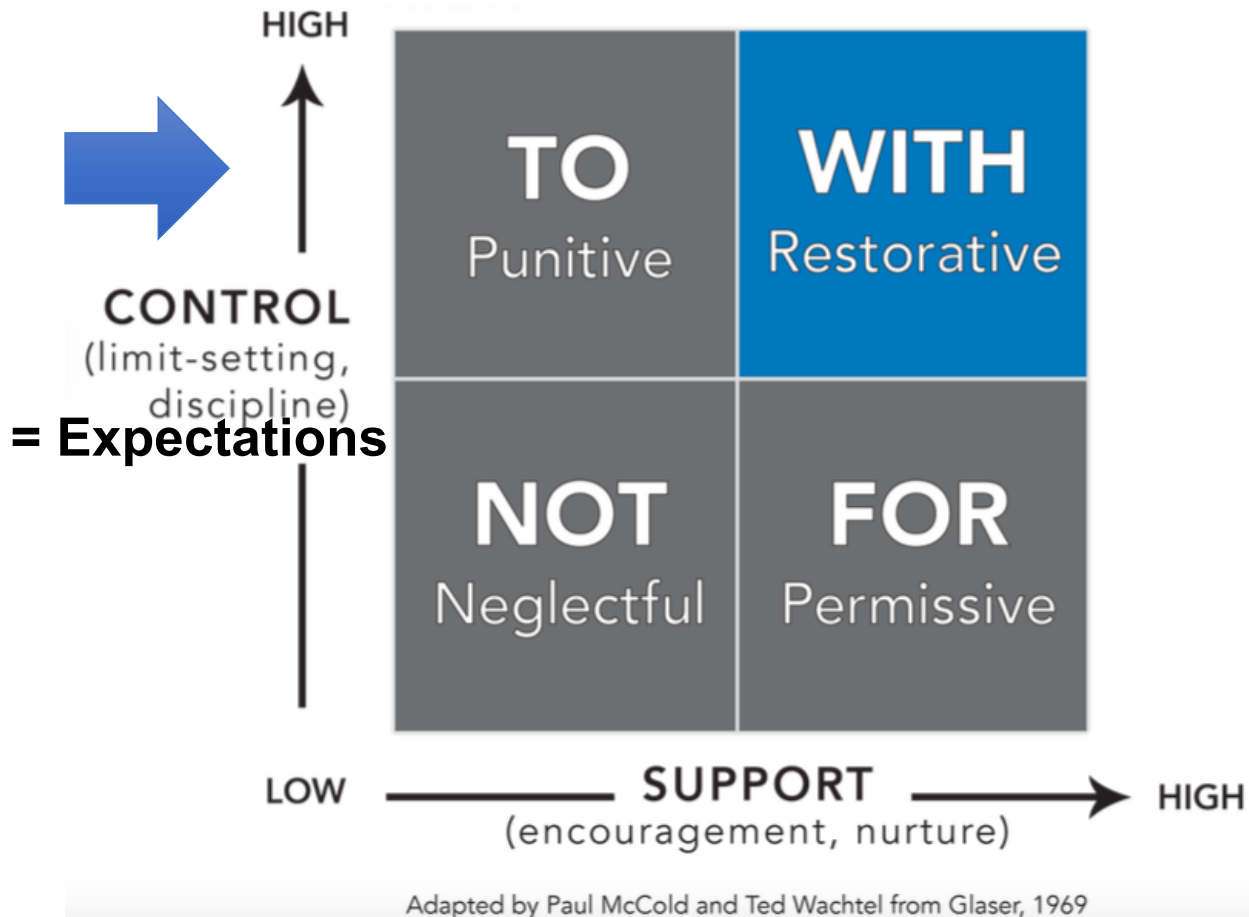 HIGH
TO
Punitive
WITH
Restorative
CONTROL
(limit-setting,
discipline)
= Expectations
NOT
Neglectful
FOR
Permissive
LOW
SUPPORT
HIGH
(encouragement, nurture)
Adapted by Paul McCold and Ted Wachtel from Glaser, 1969